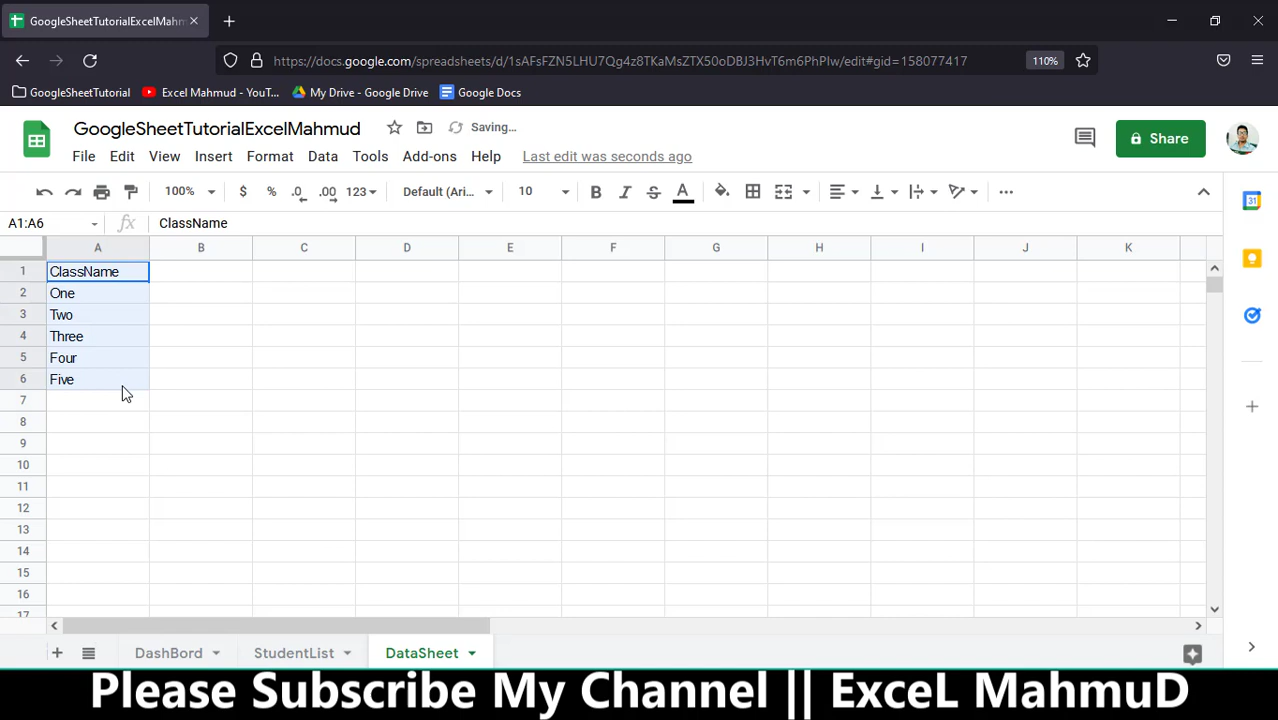 GoogleSheetTutorialExcelMahm
https://docs.google.com/spreadsheets/d/1sAFsFZN5LHU7Qg4z8TKaMsZTX50oDBJ3HvT6m6PhPIw/edit#gid=158077417
110%
GoogleSheetTutorial
Excel Mahmud - YouT...
My Drive - Google Drive
Google Docs
GoogleSheetTutorialExcelMahmud
Saving...
Share
File Edit View Insert Format Data Tools Add-ons Help Last edit was seconds ago
100% $ % .0 .00 123 Default (Ari... 10 B I S A
A1:A6 fx ClassName
31
A B C D E F G H I J K
1 ClassName
2 One
3 Two
4 Three
5 Four
6 Five
7
8
9
10
11
12
13
14
15
16
17
DashBord StudentList DataSheet
Please Subscribe My Channel || ExceL MahmuD